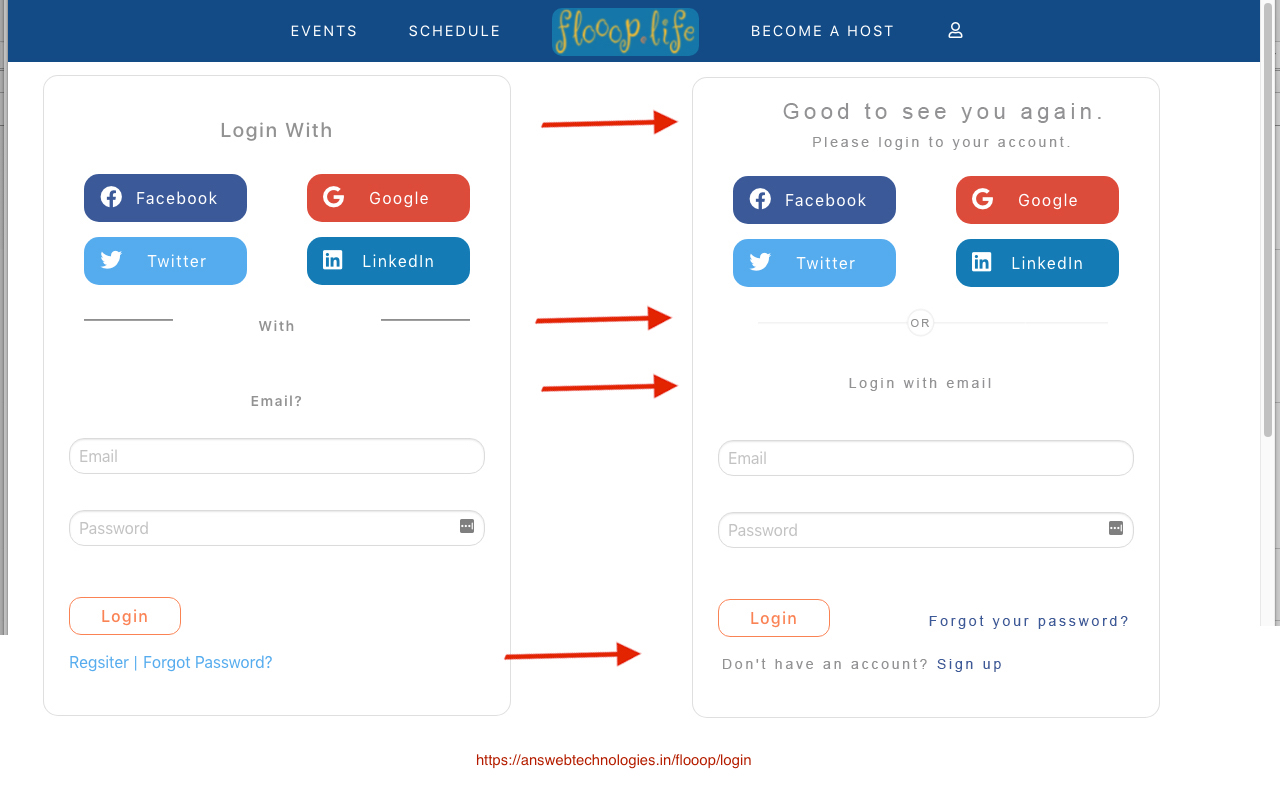 EVENTS SCHEDULE flooop.life BECOME A HOST
Login With
Facebook Google
Twitter LinkedIn
With
Email?
Email
Password
Login
Regsiter | Forgot Password?
Good to see you again.
Please login to your account.
Facebook Google
Twitter LinkedIn
OR
Login with email
Email
Password
Login Forgot your password?
Don't have an account? Sign up
https://answebtechnologies.in/flooop/login